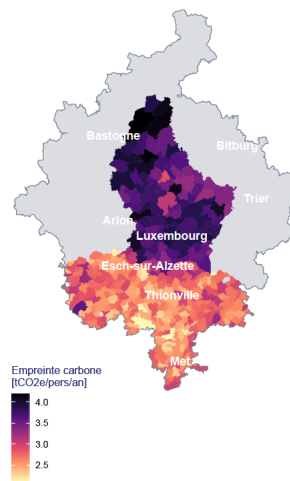 Bastogne
Bitburg
Trier
Arlon
Luxembourg
Esch-sur-Alzette
Thionville
Met
Empreinte carbone
[tCO2e/pers/an]
4.0
3.5
3.0
2.5